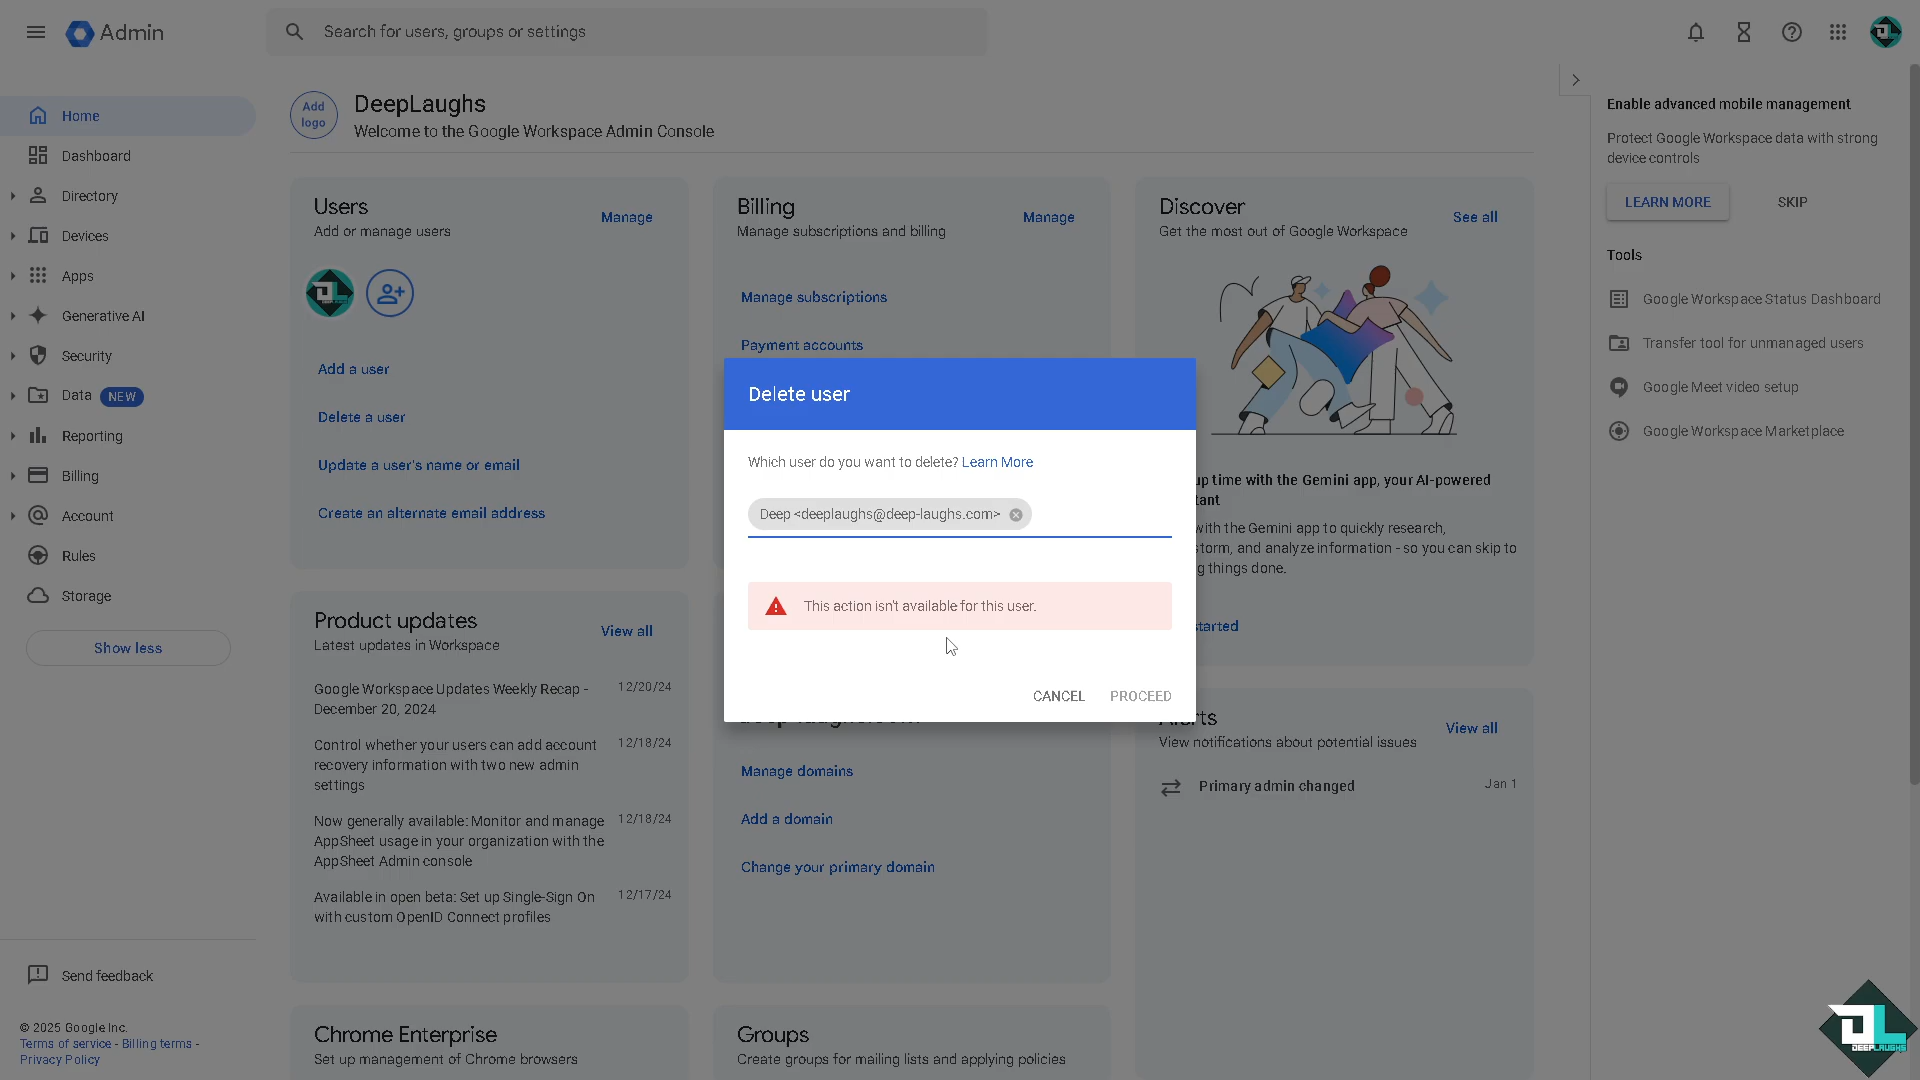 Admin
Search for users, groups or settings
Home
Dashboard
Directory
Devices
Apps
Generative AI
Security
Data NEW
Reporting
Billing
Account
Rules
Storage
Show less
Send feedback
© 2025 Google Inc.
Terms of service - Billing terms -
Privacy Policy
Add
logo
DeepLaughs
Welcome to the Google Workspace Admin Console
Users
Manage
Add or manage users
Add a user
Delete a user
Update a user's name or email
Create an alternate email address
Billing
Manage
Manage subscriptions and billing
Manage subscriptions
Payment accounts
Discover
See all
Get the most out of Google Workspace
up time with the Gemini app, your AI-powered
tant
with the Gemini app to quickly research,
storm, and analyze information - so you can skip to
g things done.
started
Delete user
Which user do you want to delete? Learn More
Deep <deeplaughs@deep-laughs.com>
This action isn't available for this user.
CANCEL
PROCEED
Product updates
View all
Latest updates in Workspace
Google Workspace Updates Weekly Recap -
December 20, 2024
12/20/24
Control whether your users can add account
recovery information with two new admin
settings
12/18/24
Now generally available: Monitor and manage
AppSheet usage in your organization with the
AppSheet Admin console
12/18/24
Available in open beta: Set up Single-Sign On
with custom OpenID Connect profiles
12/17/24
Manage domains
Add a domain
Change your primary domain
View all
View notifications about potential issues
Primary admin changed
Jan 1
Chrome Enterprise
Set up management of Chrome browsers
Groups
Create groups for mailing lists and applying policies
Enable advanced mobile management
Protect Google Workspace data with strong
device controls
LEARN MORE
SKIP
Tools
Google Workspace Status Dashboard
Transfer tool for unmanaged users
Google Meet video setup
Google Workspace Marketplace
DL
DEEPLAUGHS